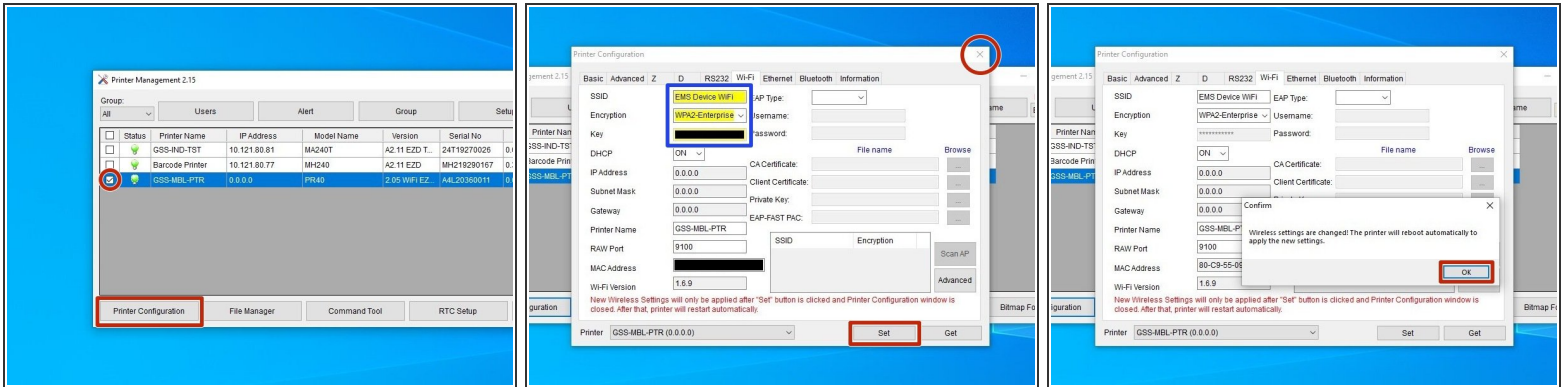 Printer Management 2.15
Group:
All Users Alert Group Setup
Status Printer Name IP Address Model Name Version Serial No
GSS-IND-TST 10.121.80.81 MA240T A2.11 EZD T... 24T19270026
Barcode Printer 10.121.80.77 MH240 A2.11 EZD MH219290167
GSS-MBL-PTR 0.0.0.0 PR40 2.05 WiFi EZ... A4L20360011
Printer Configuration File Manager Command Tool RTC Setup
Printer Configuration
Basic Advanced Z D RS232 Wi-Fi Ethernet Bluetooth Information
SSID EMS Device WiFi EAP Type:
Encryption WPA2-Enterprise Username:
Key Password:
DHCP ON File name Browse
CA Certificate: ...
IP Address 0.0.0.0
Client Certificate: ...
Subnet Mask 0.0.0.0
Private Key: ...
Gateway 0.0.0.0
EAP-FAST PAC: ...
Printer Name GSS-MBL-PTR
SSID Encryption
RAW Port 9100
Scan AP
MAC Address
Wi-Fi Version 1.6.9 Advanced
New Wireless Settings will only be applied after "Set" button is clicked and Printer Configuration window is
closed. After that, printer will restart automatically.
Printer GSS-MBL-PTR (0.0.0.0) Set Get
Bitmap Fo
Printer Configuration
Basic Advanced Z D RS232 Wi-Fi Ethernet Bluetooth Information
SSID EMS Device WiFi EAP Type:
Encryption WPA2-Enterprise Username:
Key *********** Password:
DHCP ON File name Browse
CA Certificate: ...
IP Address 0.0.0.0
Client Certificate: ...
Subnet Mask 0.0.0.0
Gateway 0.0.0.0
Confirm
Wireless settings are changed! The printer will reboot automatically to
apply the new settings.
OK
Printer Name GSS-MBL-P
RAW Port 9100
MAC Address 80-C9-55-09
Wi-Fi Version 1.6.9
New Wireless Settings will only be applied after "Set" button is clicked and Printer Configuration window is
closed. After that, printer will restart automatically.
Printer GSS-MBL-PTR (0.0.0.0) Set Get
Bitmap Fo